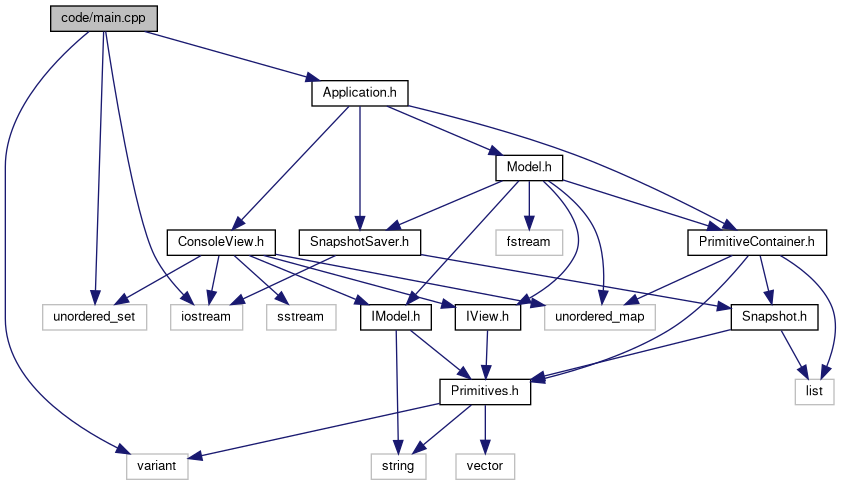 code/main.cpp
Application.h
Model.h
ConsoleView.h
SnapshotSaver.h
fstream
PrimitiveContainer.h
unordered_set
iostream
sstream
IModel.h
IView.h
unordered_map
Snapshot.h
Primitives.h
list
variant
string
vector